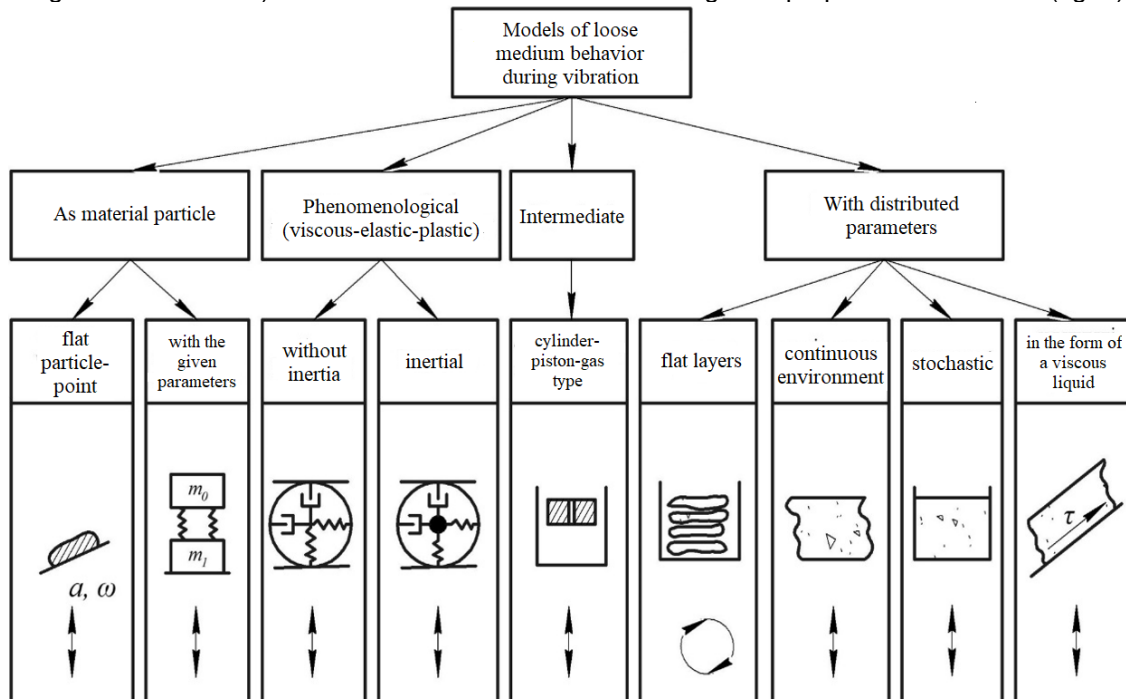 Models of loose
medium behavior
during vibration
As material particle
Phenomenological
(viscous-elastic-plastic)
Intermediate
With distributed
parameters
flat
particle-
point
with the
given
parameters
without
inertia
inertial
cylinder-
piston-gas
type
flat layers
continuous
environment
stochastic
in the form of
a viscous
liquid
m₀
m₁
a, ω
τ